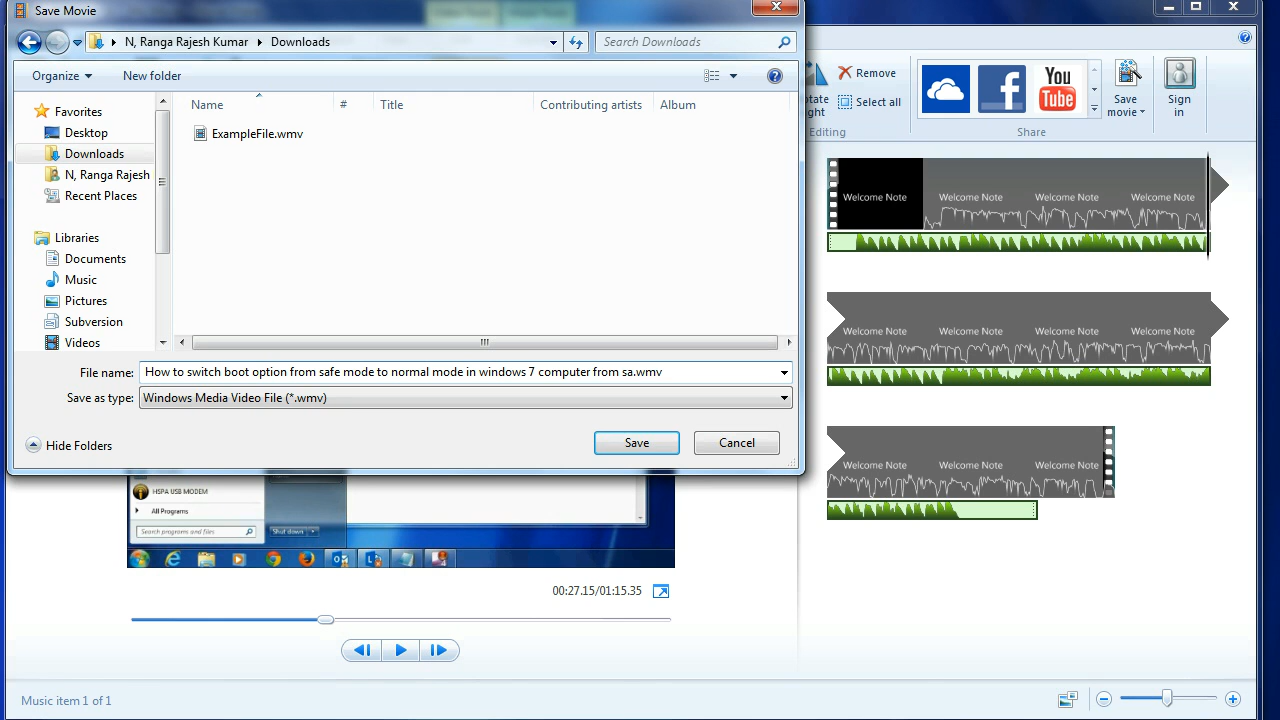 Save Movie
N, Ranga Rajesh Kumar
Downloads
Search Downloads
Organize
New folder
Name
#
Title
Contributing artists
Album
ExampleFile.wmv
Favorites
Desktop
Downloads
N, Ranga Rajesh
Recent Places
Libraries
Documents
Music
Pictures
Subversion
Videos
File name: How to switch boot option from safe mode to normal mode in windows 7 computer from sa.wmv
Save as type: Windows Media Video File (*.wmv)
Hide Folders
Save
Cancel
Remove
Select all
Editing
You
Tube
Share
Save
movie
Sign
in
Welcome Note Welcome Note Welcome Note Welcome Note
Welcome Note Welcome Note Welcome Note Welcome Note
Welcome Note Welcome Note Welcome Note
HSPA USB MODEM
All Programs
Search programs and files
Shut down
00:27.15/01:15.35
Music item 1 of 1